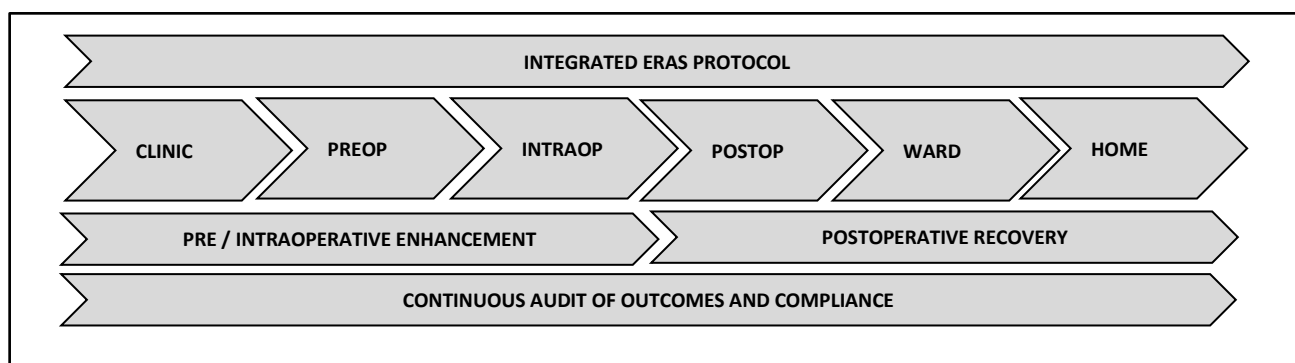 INTEGRATED ERAS PROTOCOL
CLINIC
PREOP
INTRAOP
POSTOP
WARD
HOME
PRE / INTRAOPERATIVE ENHANCEMENT
POSTOPERATIVE RECOVERY
CONTINUOUS AUDIT OF OUTCOMES AND COMPLIANCE